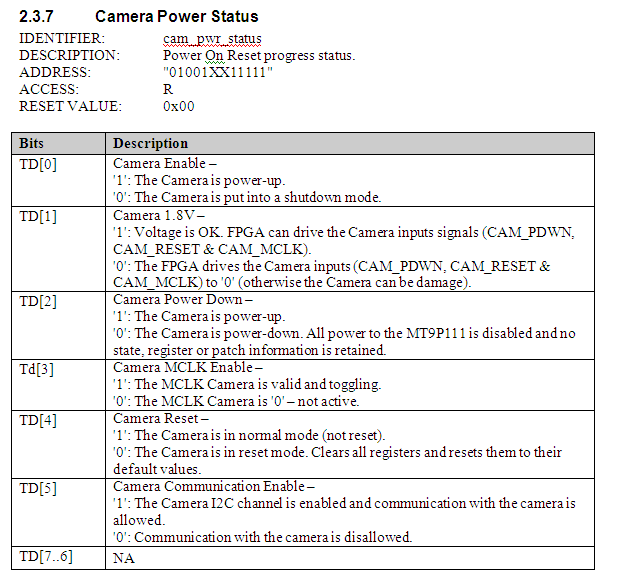 2.3.7 Camera Power Status
IDENTIFIER: cam_pwr_status
DESCRIPTION: Power On Reset progress status.
ADDRESS: "01001XX11111"
ACCESS: R
RESET VALUE: 0x00
Bits Description
TD[0] Camera Enable –
'1': The Camera is power-up.
'0': The Camera is put into a shutdown mode.
TD[1] Camera 1.8V –
'1': Voltage is OK. FPGA can drive the Camera inputs signals (CAM_PDWN,
CAM_RESET & CAM_MCLK).
'0': The FPGA drives the Camera inputs (CAM_PDWN, CAM_RESET &
CAM_MCLK) to '0' (otherwise the Camera can be damage).
TD[2] Camera Power Down –
'1': The Camera is power-up.
'0': The Camera is power-down. All power to the MT9P111 is disabled and no
state, register or patch information is retained.
Td[3] Camera MCLK Enable –
'1': The MCLK Camera is valid and toggling.
'0': The MCLK Camera is '0' – not active.
TD[4] Camera Reset –
'1': The Camera is in normal mode (not reset).
'0': The Camera is in reset mode. Clears all registers and resets them to their
default values.
TD[5] Camera Communication Enable –
'1': The Camera I2C channel is enabled and communication with the camera is
allowed.
'0': Communication with the camera is disallowed.
TD[7..6] NA